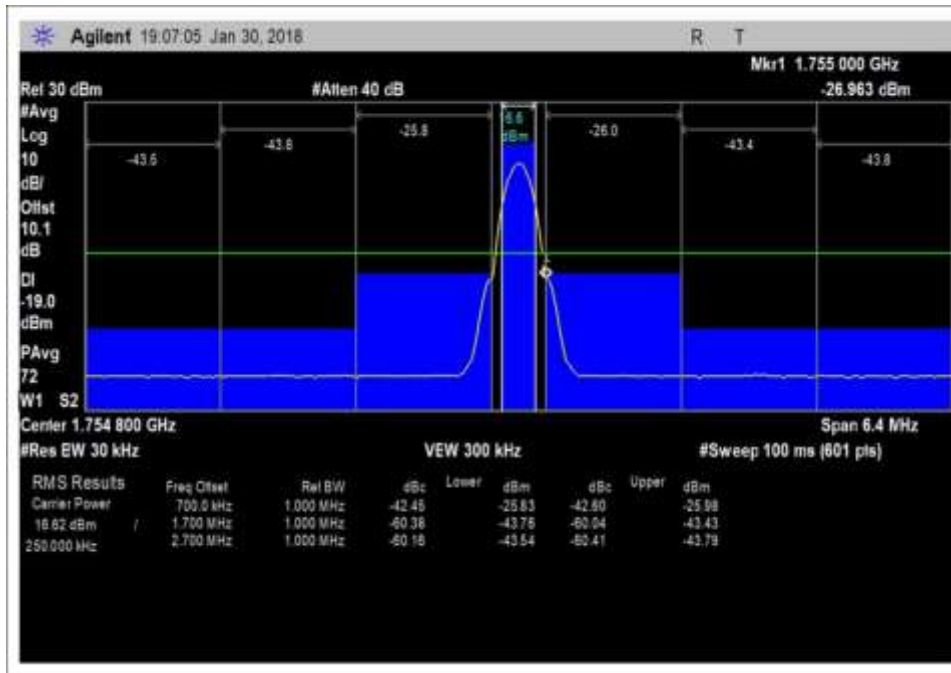 Agilent 19:07:05 Jan 30, 2018 R T
Mkr1 1.755 000 GHz
Ref 30 dBm #Atten 40 dB -26.963 dBm
#Avg
Log
10
dB/
Offst
10.1
dB
DI
-19.0
dBm
PAvg
72
W1 S2
-43.5 -43.8 -25.8 6.6 dBm -26.0 -43.4 -43.8
1
Center 1.754 800 GHz Span 6.4 MHz
#Res BW 30 kHz VBW 300 kHz #Sweep 100 ms (601 pts)
RMS Results Freq Offset Ref BW dBc Lower dBm dBc Upper dBm
Carrier Power 700.0 kHz 1.000 MHz -42.45 -25.83 -42.60 -25.98
16.62 dBm / 1.700 MHz 1.000 MHz -60.38 -43.76 -60.04 -43.43
250.000 kHz 2.700 MHz 1.000 MHz -60.16 -43.54 -60.41 -43.79